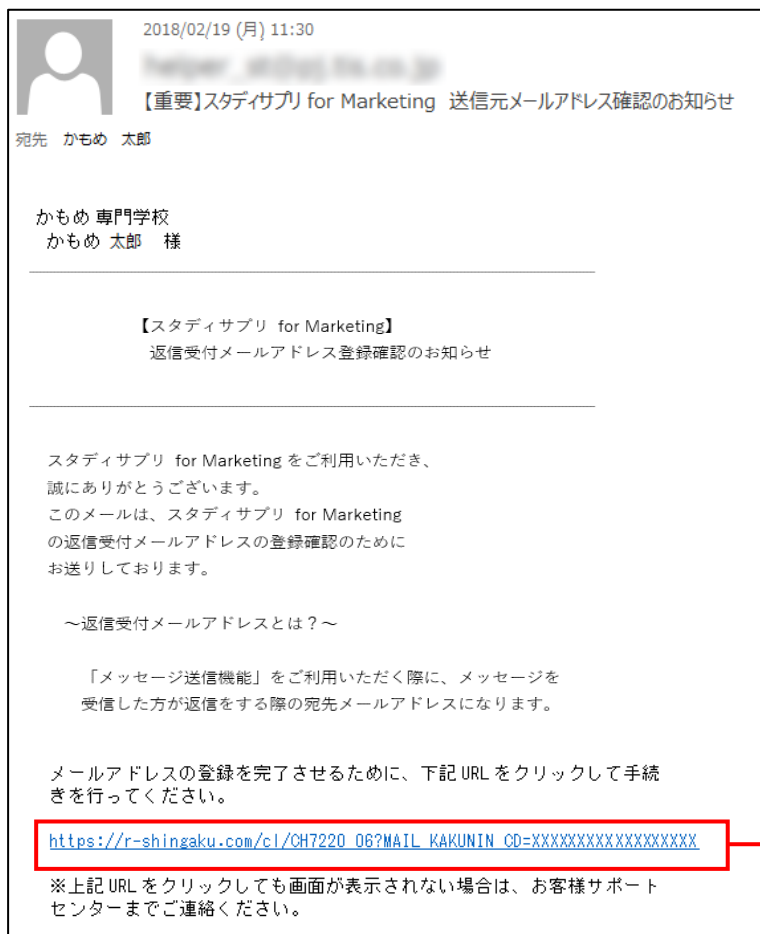 2018/02/19 (月) 11:30
【重要】スタディサプリ for Marketing 送信元メールアドレス確認のお知らせ
宛先 かもめ 太郎
かもめ 専門学校
かもめ 太郎 様
【スタディサプリ for Marketing】
返信受付メールアドレス登録確認のお知らせ
スタディサプリ for Marketing をご利用いただき、
誠にありがとうございます。
このメールは、スタディサプリ for Marketing
の返信受付メールアドレスの登録確認のために
お送りしております。
～返信受付メールアドレスとは？～
「メッセージ送信機能」をご利用いただく際に、メッセージを
受信した方が返信をする際の宛先メールアドレスになります。
メールアドレスの登録を完了させるために、下記 URL をクリックして手続
きを行ってください。
https://r-shingaku.com/cl/CH7220_06?MAIL_KAKUNIN_CD=XXXXXXXXXXXXXXXXXX
※上記 URL をクリックしても画面が表示されない場合は、お客様サポート
センターまでご連絡ください。